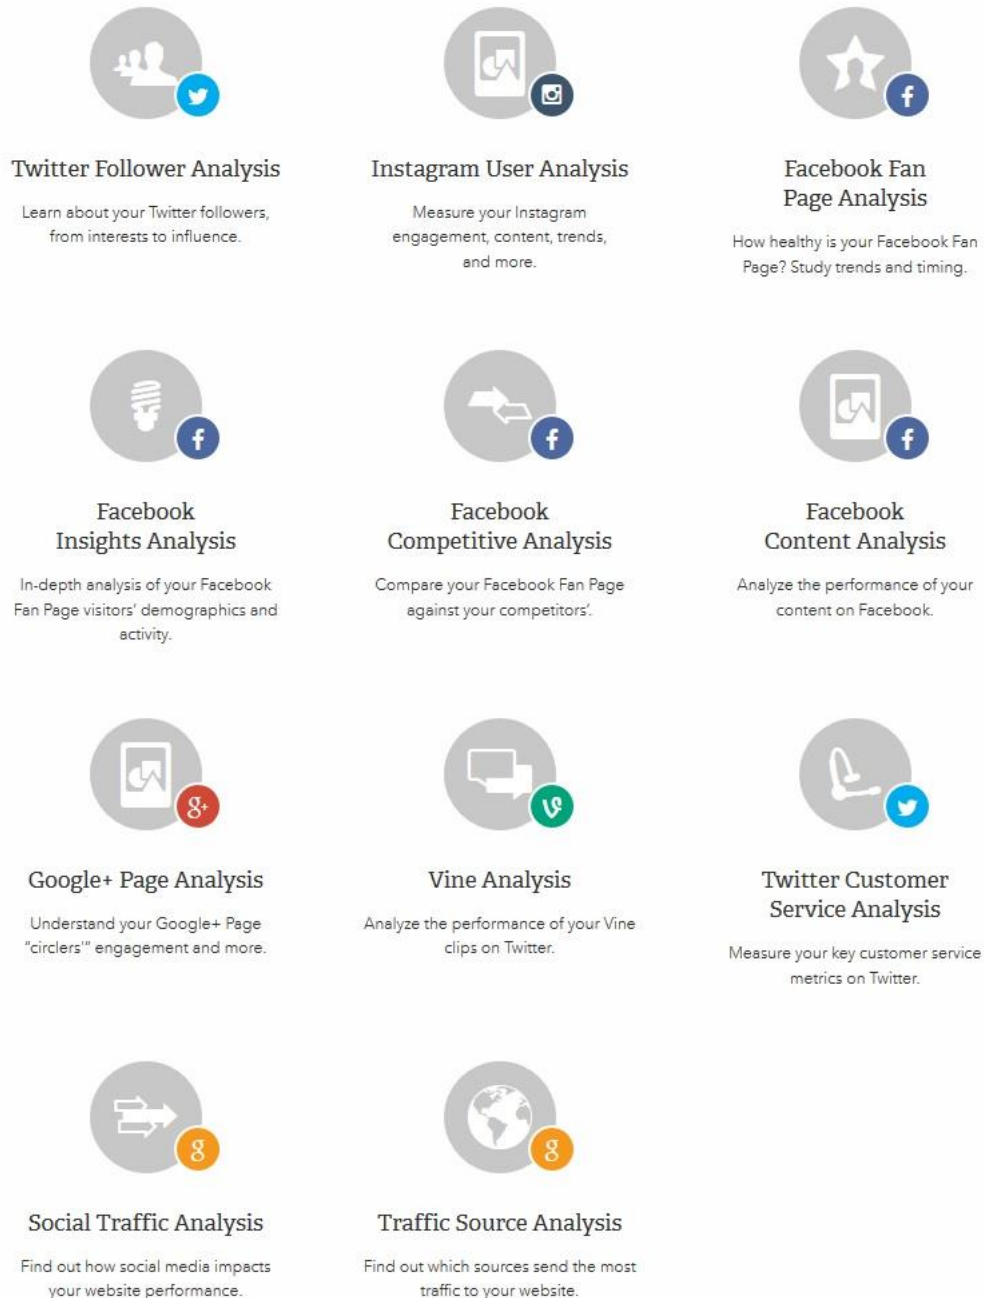 Twitter Follower Analysis
Learn about your Twitter followers,
from interests to influence.
Instagram User Analysis
Measure your Instagram
engagement, content, trends,
and more.
Facebook Fan
Page Analysis
How healthy is your Facebook Fan
Page? Study trends and timing.
Facebook
Insights Analysis
In-depth analysis of your Facebook
Fan Page visitors’ demographics and
activity.
Facebook
Competitive Analysis
Compare your Facebook Fan Page
against your competitors’.
Facebook
Content Analysis
Analyze the performance of your
content on Facebook.
Google+ Page Analysis
Understand your Google+ Page
"circlers'" engagement and more.
Vine Analysis
Analyze the performance of your Vine
clips on Twitter.
Twitter Customer
Service Analysis
Measure your key customer service
metrics on Twitter.
Social Traffic Analysis
Find out how social media impacts
your website performance.
Traffic Source Analysis
Find out which sources send the most
traffic to your website.